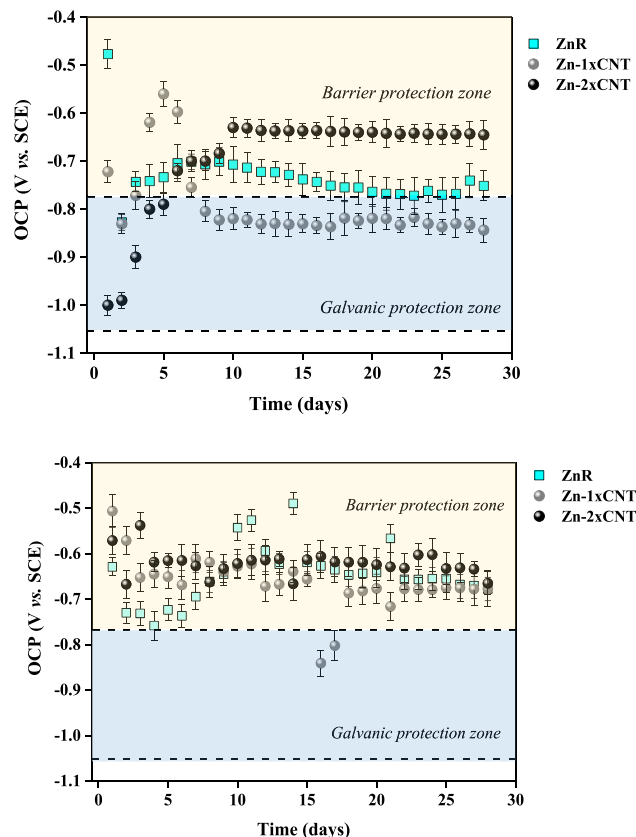 -0.4
-0.5
-0.6
-0.7
-0.8
-0.9
-1.0
-1.1
OCP (V vs. SCE)
Barrier protection zone
Galvanic protection zone
ZnR
Zn-1xCNT
Zn-2xCNT
0 5 10 15 20 25 30
Time (days)
-0.4
-0.5
-0.6
-0.7
-0.8
-0.9
-1.0
-1.1
OCP (V vs. SCE)
Barrier protection zone
Galvanic protection zone
ZnR
Zn-1xCNT
Zn-2xCNT
0 5 10 15 20 25 30
Time (days)